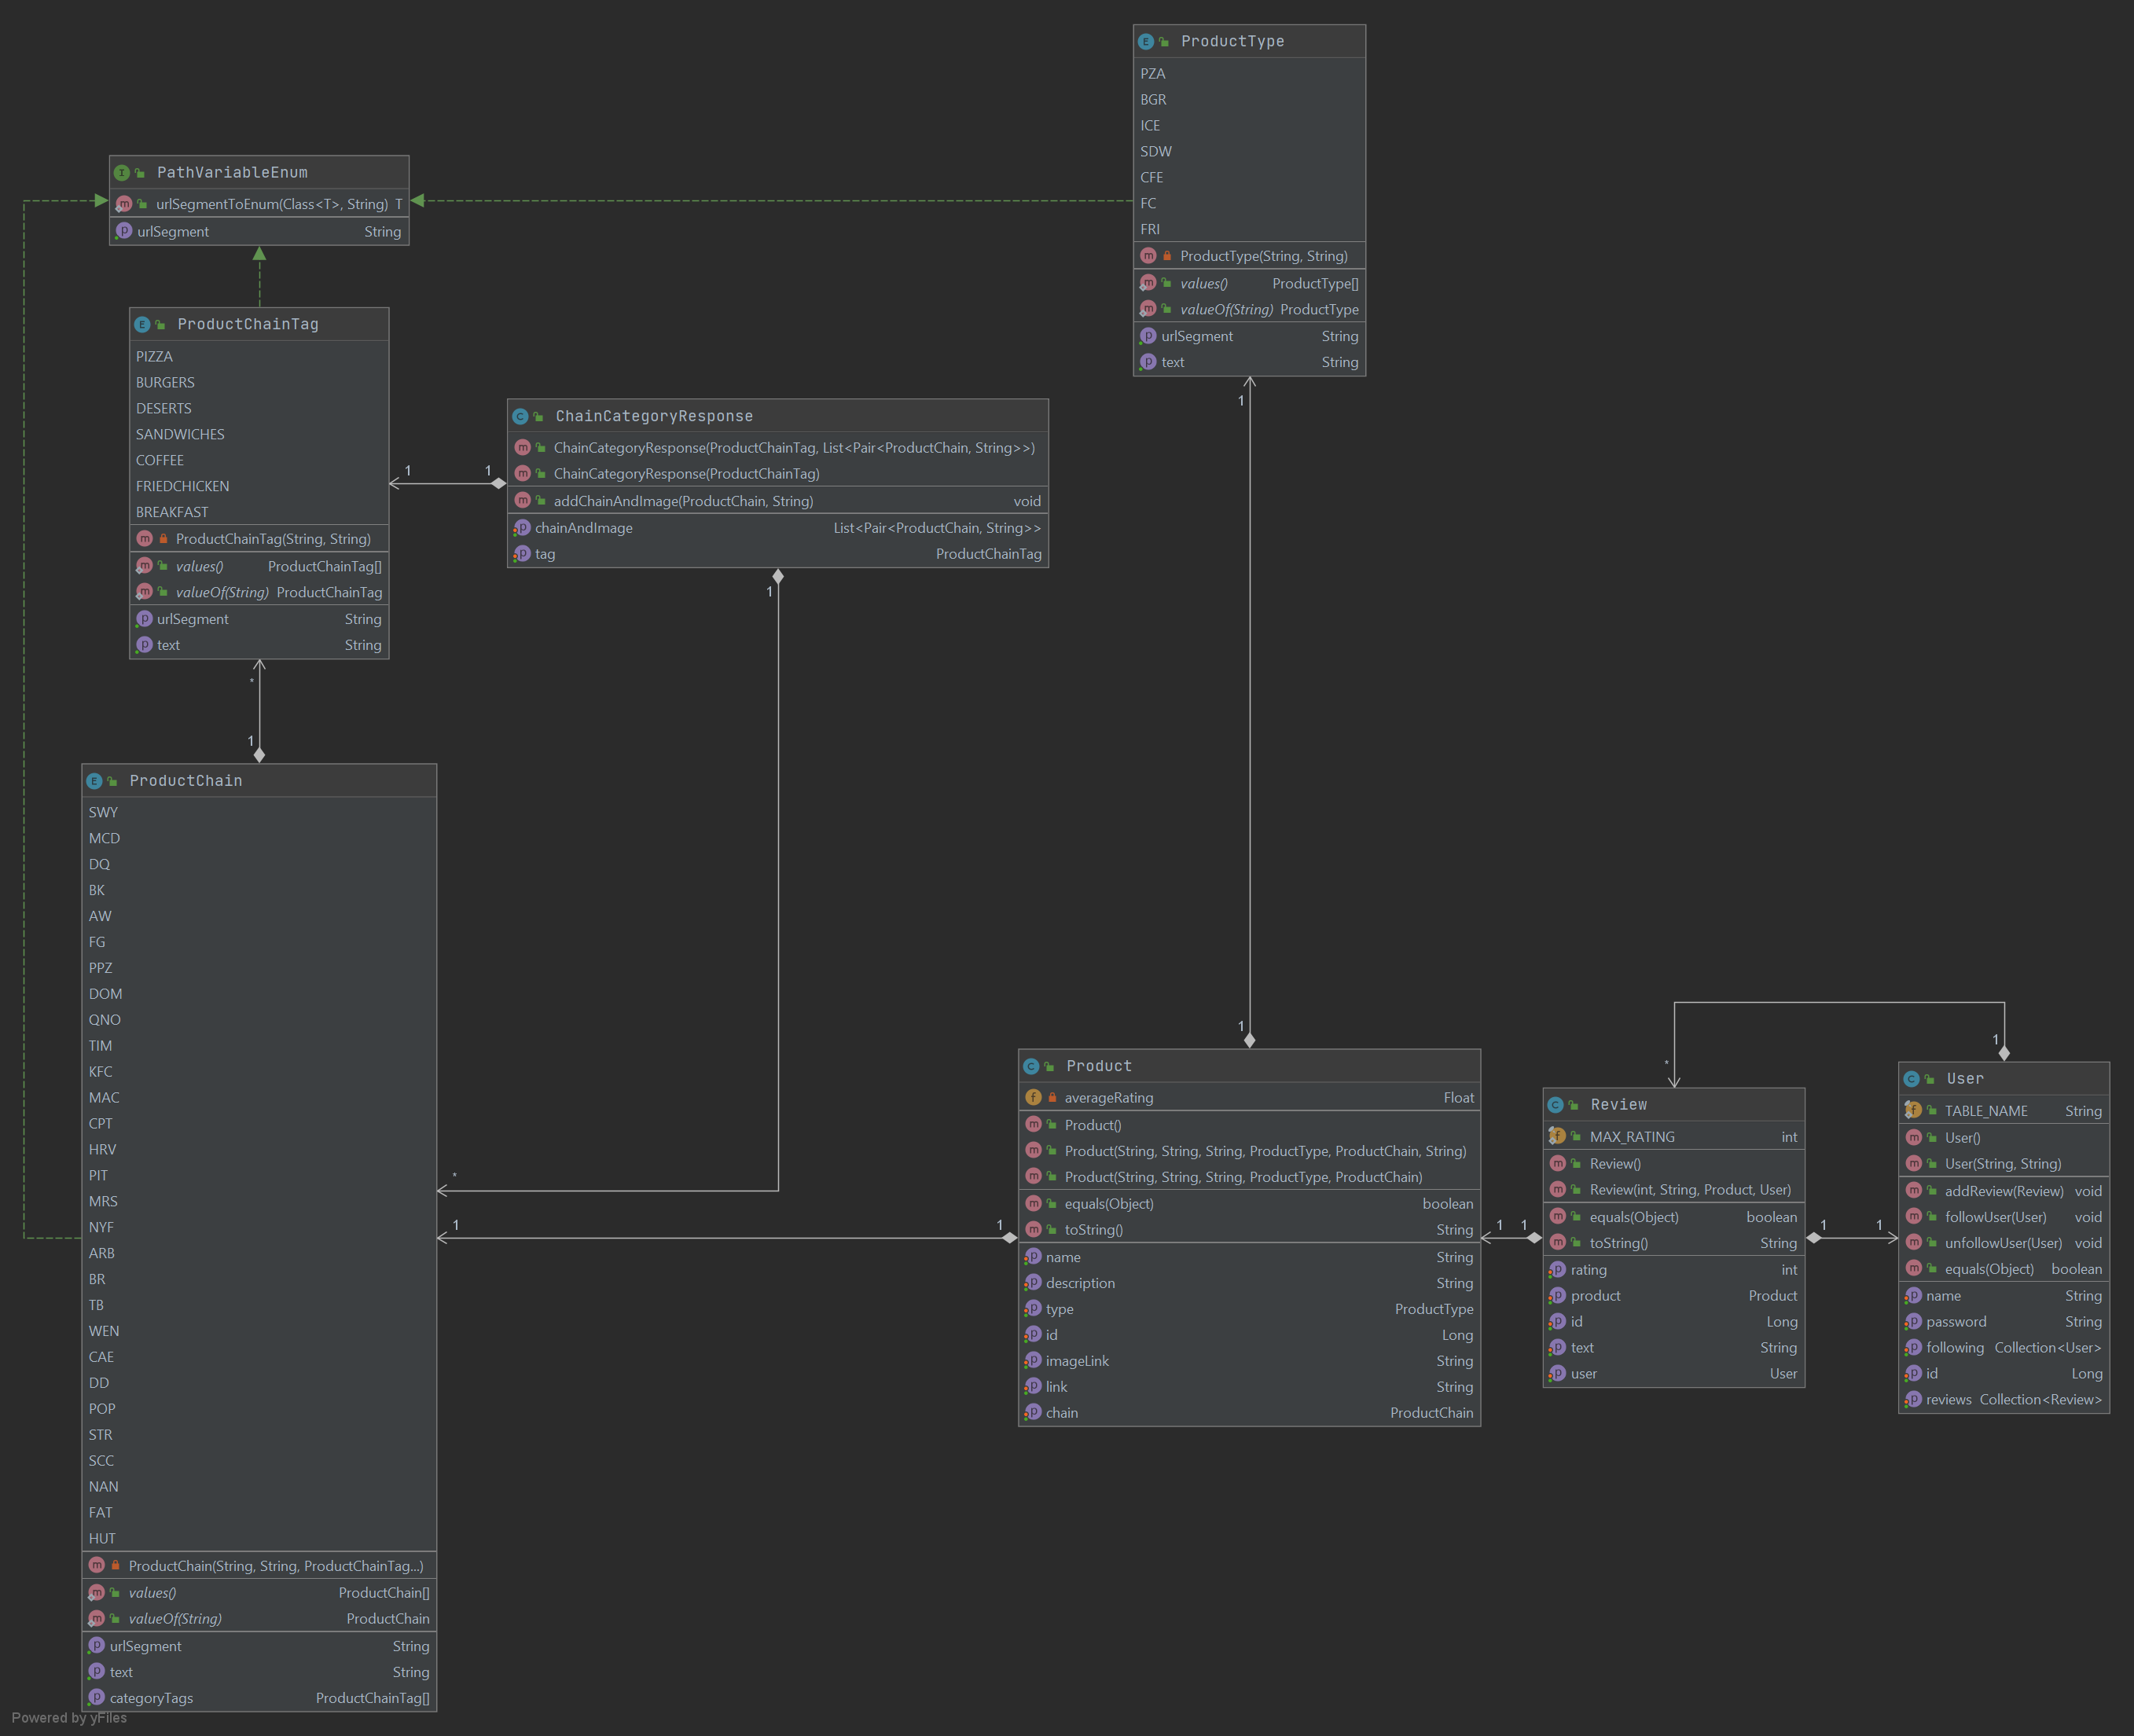 ProductType
PZA
BGR
ICE
SDW
CFE
FC
FRI
ProductType(String, String)
values() ProductType[]
valueOf(String) ProductType
urlSegment String
text String
PathVariableEnum
urlSegmentToEnum(Class<T>, String) T
urlSegment String
ProductChainTag
PIZZA
BURGERS
DESERTS
SANDWICHES
COFFEE
FRIEDCHICKEN
BREAKFAST
ProductChainTag(String, String)
values() ProductChainTag[]
valueOf(String) ProductChainTag
urlSegment String
text String
ChainCategoryResponse
ChainCategoryResponse(ProductChainTag, List<Pair<ProductChain, String>>)
ChainCategoryResponse(ProductChainTag)
addChainAndImage(ProductChain, String) void
chainAndImage List<Pair<ProductChain, String>>
tag ProductChainTag
1 1
1
1
*
1
ProductChain
SWY
MCD
DQ
BK
AW
FG
PPZ
DOM
QNO
TIM
KFC
MAC
CPT
HRV
PIT
MRS
NYF
ARB
BR
TB
WEN
CAE
DD
POP
STR
SCC
NAN
FAT
HUT
ProductChain(String, String, ProductChainTag...)
values() ProductChain[]
valueOf(String) ProductChain
urlSegment String
text String
categoryTags ProductChainTag[]
*
1 1
1
Product
averageRating Float
Product()
Product(String, String, String, ProductType, ProductChain, String)
Product(String, String, String, ProductType, ProductChain)
equals(Object) boolean
toString() String
name String
description String
type ProductType
id Long
imageLink String
link String
chain ProductChain
1 1
*
1
Review
MAX_RATING int
Review()
Review(int, String, Product, User)
equals(Object) boolean
toString() String
rating int
product Product
id Long
text String
user User
1 1
User
TABLE_NAME String
User()
User(String, String)
addReview(Review) void
followUser(User) void
unfollowUser(User) void
equals(Object) boolean
name String
password String
following Collection<User>
id Long
reviews Collection<Review>
Powered by yFiles